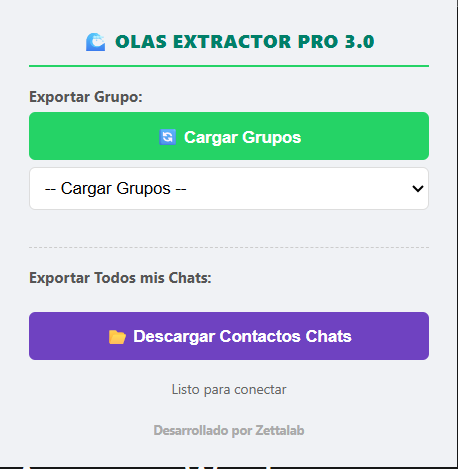 OLAS EXTRACTOR PRO 3.0
Exportar Grupo:
Cargar Grupos
-- Cargar Grupos --
Exportar Todos mis Chats:
Descargar Contactos Chats
Listo para conectar
Desarrollado por Zettalab